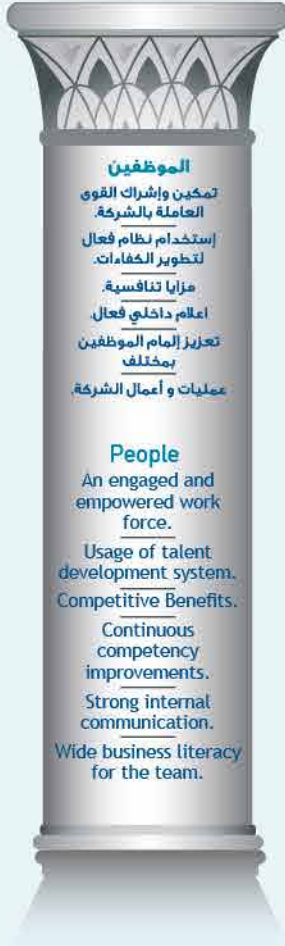 الموظفين
تمكين وإشراك القوى
العاملة بالشركة.
إستخدام نظام فعال
لتطوير الكفاءات.
مزايا تنافسية.
اعلام داخلي فعال.
تعزيز إلمام الموظفين
بمختلف
عمليات و أعمال الشركة.
People
An engaged and
empowered work
force.
Usage of talent
development system.
Competitive Benefits.
Continuous
competency
improvements.
Strong internal
communication.
Wide business literacy
for the team.